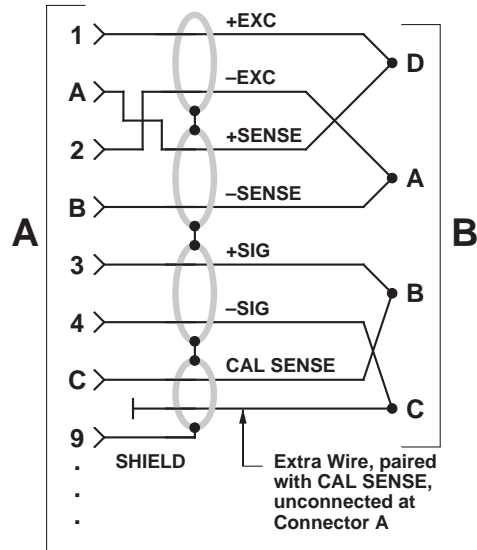 1 +EXC
D
A –EXC
2 +SENSE
A
B –SENSE
A B
3 +SIG
B
4 –SIG
C CAL SENSE
C
9 SHIELD
Extra Wire, paired
with CAL SENSE,
unconnected at
Connector A